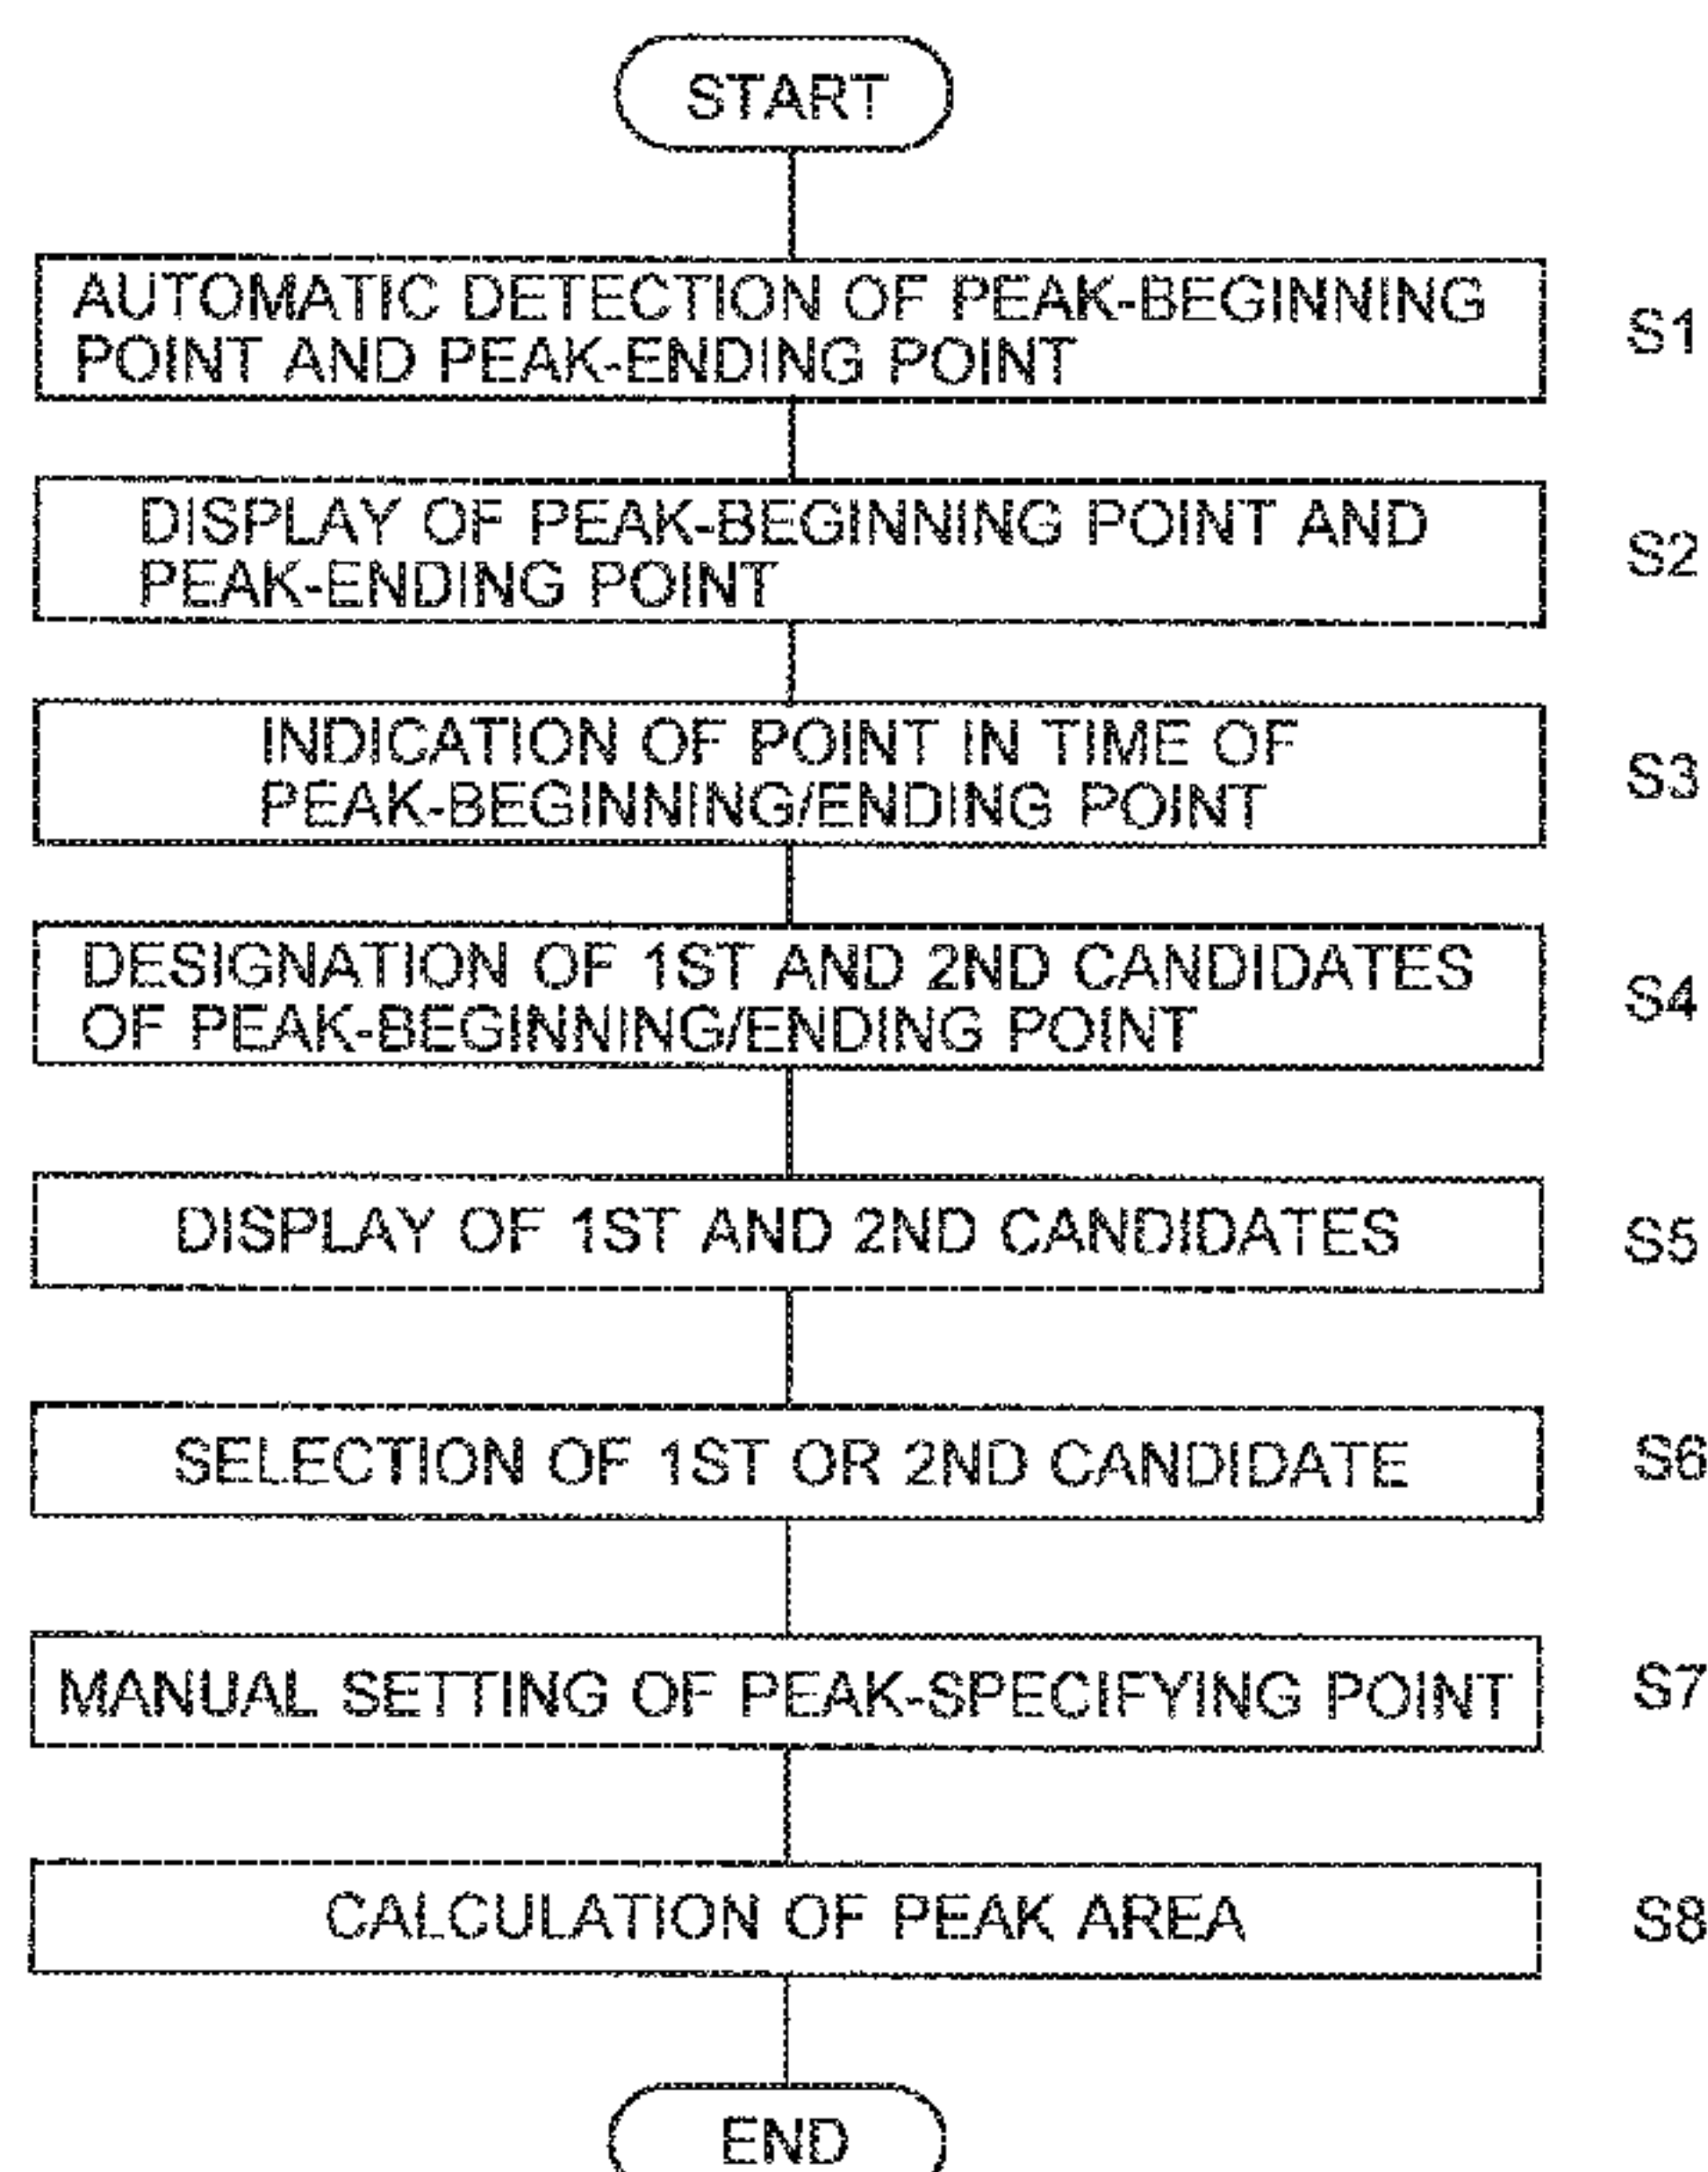 START
AUTOMATIC DETECTION OF PEAK-BEGINNING
POINT AND PEAK-ENDING POINT
S1
DISPLAY OF PEAK-BEGINNING POINT AND
PEAK-ENDING POINT
S2
INDICATION OF POINT IN TIME OF
PEAK-BEGINNING/ENDING POINT
S3
DESIGNATION OF 1ST AND 2ND CANDIDATES
OF PEAK-BEGINNING/ENDING POINT
S4
DISPLAY OF 1ST AND 2ND CANDIDATES
S5
SELECTION OF 1ST OR 2ND CANDIDATE
S6
MANUAL SETTING OF PEAK-SPECIFYING POINT
S7
CALCULATION OF PEAK AREA
S8
END